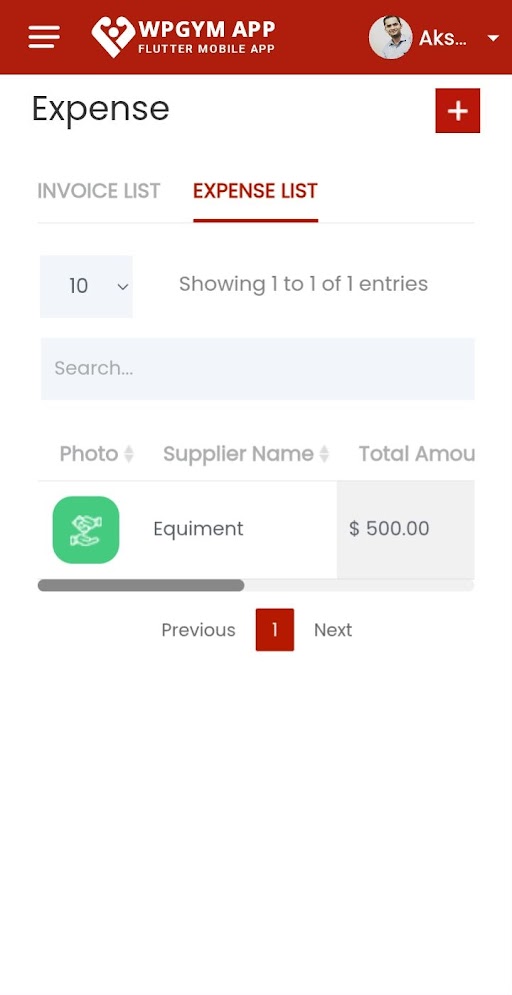 WPGYM APP
FLUTTER MOBILE APP
Aks...
Expense
+
INVOICE LIST EXPENSE LIST
10 Showing 1 to 1 of 1 entries
Search...
Photo Supplier Name Total Amou
Equiment $ 500.00
Previous 1 Next